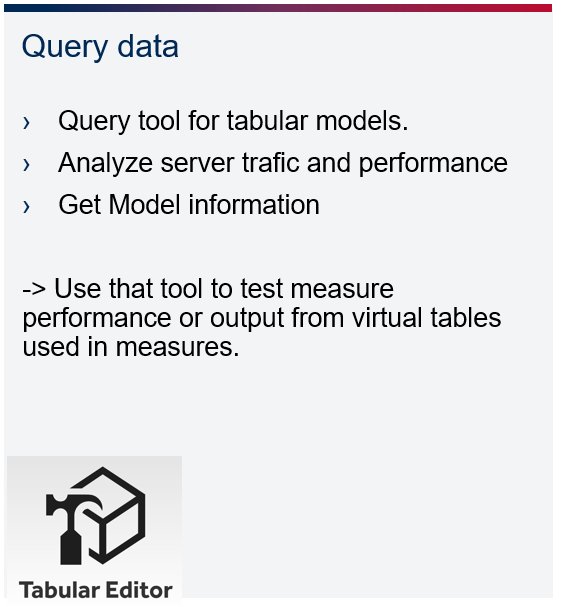 Query data
› Query tool for tabular models.
› Analyze server trafic and performance
› Get Model information
-> Use that tool to test measure
performance or output from virtual tables
used in measures.
Tabular Editor